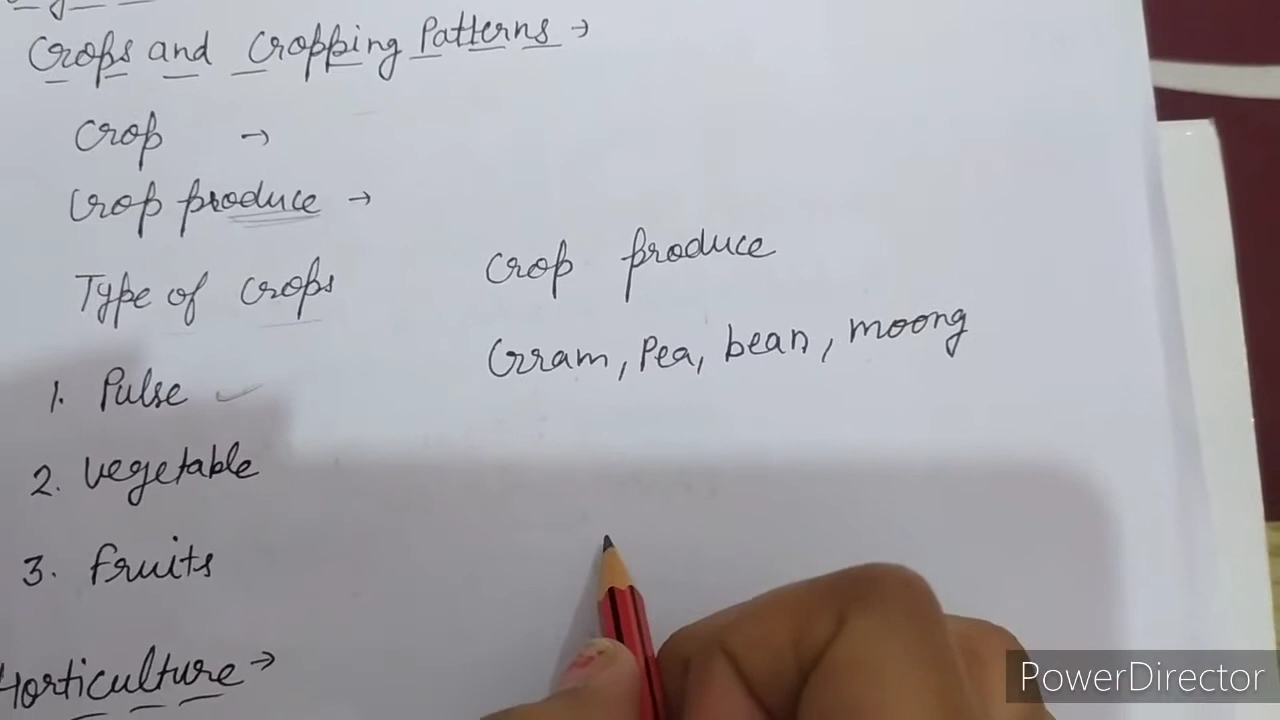 Crops and Cropping Patterns →
Crop →
Crop produce →
Type of crops
Crop produce
Gram, Pea, bean, moong
1. Pulse
2. vegetable
3. fruits
Horticulture →
PowerDirector